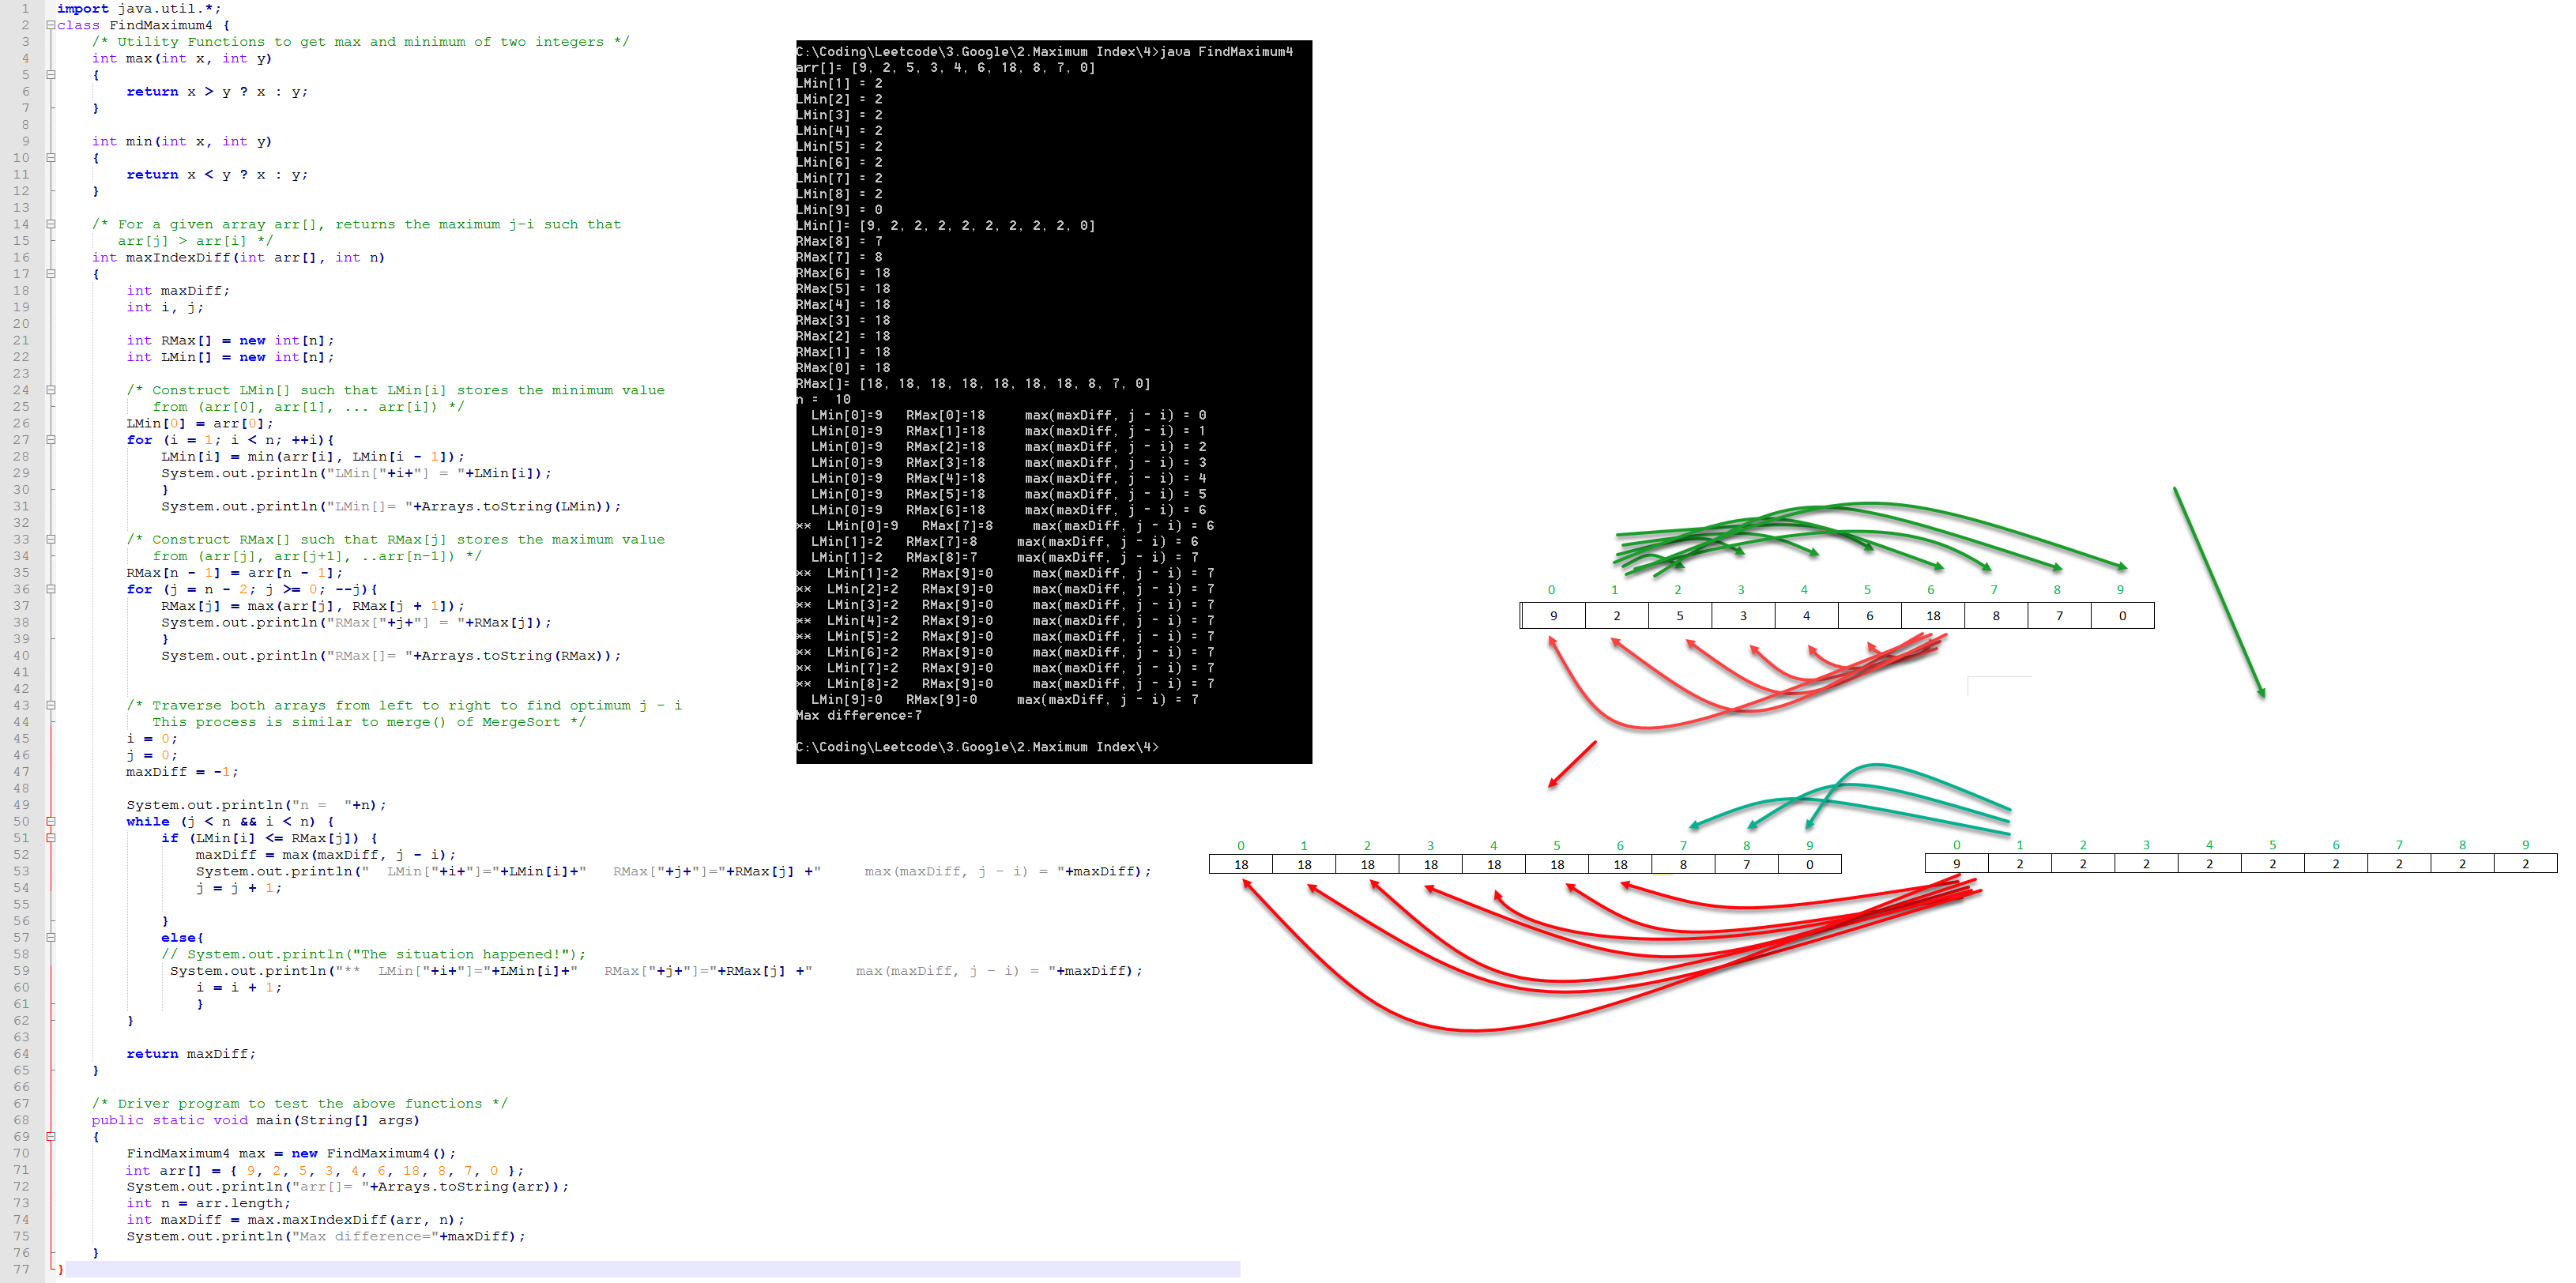 1 import java.util.*;
2 class FindMaximum4 {
3 /* Utility Functions to get max and minimum of two integers */
4 int max(int x, int y)
5 {
6 return x > y ? x : y;
7 }
8
9 int min(int x, int y)
10 {
11 return x < y ? x : y;
12 }
13
14 /* For a given array arr[], returns the maximum j-i such that
15 arr[j] > arr[i] */
16 int maxIndexDiff(int arr[], int n)
17 {
18 int maxDiff;
19 int i, j;
20
21 int RMax[] = new int[n];
22 int LMin[] = new int[n];
23
24 /* Construct LMin[] such that LMin[i] stores the minimum value
25 from (arr[0], arr[1], ... arr[i]) */
26 LMin[0] = arr[0];
27 for (i = 1; i < n; ++i){
28 LMin[i] = min(arr[i], LMin[i - 1]);
29 System.out.println("LMin["+i+"] = "+LMin[i]);
30 }
31 System.out.println("LMin[]= "+Arrays.toString(LMin));
32
33 /* Construct RMax[] such that RMax[j] stores the maximum value
34 from (arr[j], arr[j+1], ..arr[n-1]) */
35 RMax[n - 1] = arr[n - 1];
36 for (j = n - 2; j >= 0; --j){
37 RMax[j] = max(arr[j], RMax[j + 1]);
38 System.out.println("RMax["+j+"] = "+RMax[j]);
39 }
40 System.out.println("RMax[]= "+Arrays.toString(RMax));
41
42
43 /* Traverse both arrays from left to right to find optimum j - i
44 This process is similar to merge() of MergeSort */
45 i = 0;
46 j = 0;
47 maxDiff = -1;
48
49 System.out.println("n =  "+n);
50 while (j < n && i < n) {
51 if (LMin[i] <= RMax[j]) {
52 maxDiff = max(maxDiff, j - i);
53 System.out.println("  LMin["+i+"]="+LMin[i]+"   RMax["+j+"]="+RMax[j] +"     max(maxDiff, j - i) = "+maxDiff);
54 j = j + 1;
55
56 }
57 else{
58 // System.out.println("The situation happened!");
59 System.out.println("**  LMin["+i+"]="+LMin[i]+"   RMax["+j+"]="+RMax[j] +"     max(maxDiff, j - i) = "+maxDiff);
60 i = i + 1;
61 }
62 }
63
64 return maxDiff;
65 }
66
67 /* Driver program to test the above functions */
68 public static void main(String[] args)
69 {
70 FindMaximum4 max = new FindMaximum4();
71 int arr[] = { 9, 2, 5, 3, 4, 6, 18, 8, 7, 0 };
72 System.out.println("arr[]= "+Arrays.toString(arr));
73 int n = arr.length;
74 int maxDiff = max.maxIndexDiff(arr, n);
75 System.out.println("Max difference="+maxDiff);
76 }
77 }
C:\Coding\Leetcode\3.Google\2.Maximum Index\4>java FindMaximum4
arr[]= [9, 2, 5, 3, 4, 6, 18, 8, 7, 0]
LMin[1] = 2
LMin[2] = 2
LMin[3] = 2
LMin[4] = 2
LMin[5] = 2
LMin[6] = 2
LMin[7] = 2
LMin[8] = 2
LMin[9] = 0
LMin[]= [9, 2, 2, 2, 2, 2, 2, 2, 2, 0]
RMax[8] = 7
RMax[7] = 8
RMax[6] = 18
RMax[5] = 18
RMax[4] = 18
RMax[3] = 18
RMax[2] = 18
RMax[1] = 18
RMax[0] = 18
RMax[]= [18, 18, 18, 18, 18, 18, 18, 8, 7, 0]
n =  10
LMin[0]=9   RMax[0]=18     max(maxDiff, j - i) = 0
LMin[0]=9   RMax[1]=18     max(maxDiff, j - i) = 1
LMin[0]=9   RMax[2]=18     max(maxDiff, j - i) = 2
LMin[0]=9   RMax[3]=18     max(maxDiff, j - i) = 3
LMin[0]=9   RMax[4]=18     max(maxDiff, j - i) = 4
LMin[0]=9   RMax[5]=18     max(maxDiff, j - i) = 5
LMin[0]=9   RMax[6]=18     max(maxDiff, j - i) = 6
**  LMin[0]=9   RMax[7]=8     max(maxDiff, j - i) = 6
LMin[1]=2   RMax[7]=8     max(maxDiff, j - i) = 6
LMin[1]=2   RMax[8]=7     max(maxDiff, j - i) = 7
**  LMin[1]=2   RMax[9]=0     max(maxDiff, j - i) = 7
**  LMin[2]=2   RMax[9]=0     max(maxDiff, j - i) = 7
**  LMin[3]=2   RMax[9]=0     max(maxDiff, j - i) = 7
**  LMin[4]=2   RMax[9]=0     max(maxDiff, j - i) = 7
**  LMin[5]=2   RMax[9]=0     max(maxDiff, j - i) = 7
**  LMin[6]=2   RMax[9]=0     max(maxDiff, j - i) = 7
**  LMin[7]=2   RMax[9]=0     max(maxDiff, j - i) = 7
**  LMin[8]=2   RMax[9]=0     max(maxDiff, j - i) = 7
LMin[9]=0   RMax[9]=0     max(maxDiff, j - i) = 7
Max difference=7
C:\Coding\Leetcode\3.Google\2.Maximum Index\4>
0 1 2 3 4 5 6 7 8 9
9 2 5 3 4 6 18 8 7 0
0 1 2 3 4 5 6 7 8 9
18 18 18 18 18 18 18 8 7 0
0 1 2 3 4 5 6 7 8 9
9 2 2 2 2 2 2 2 2 2